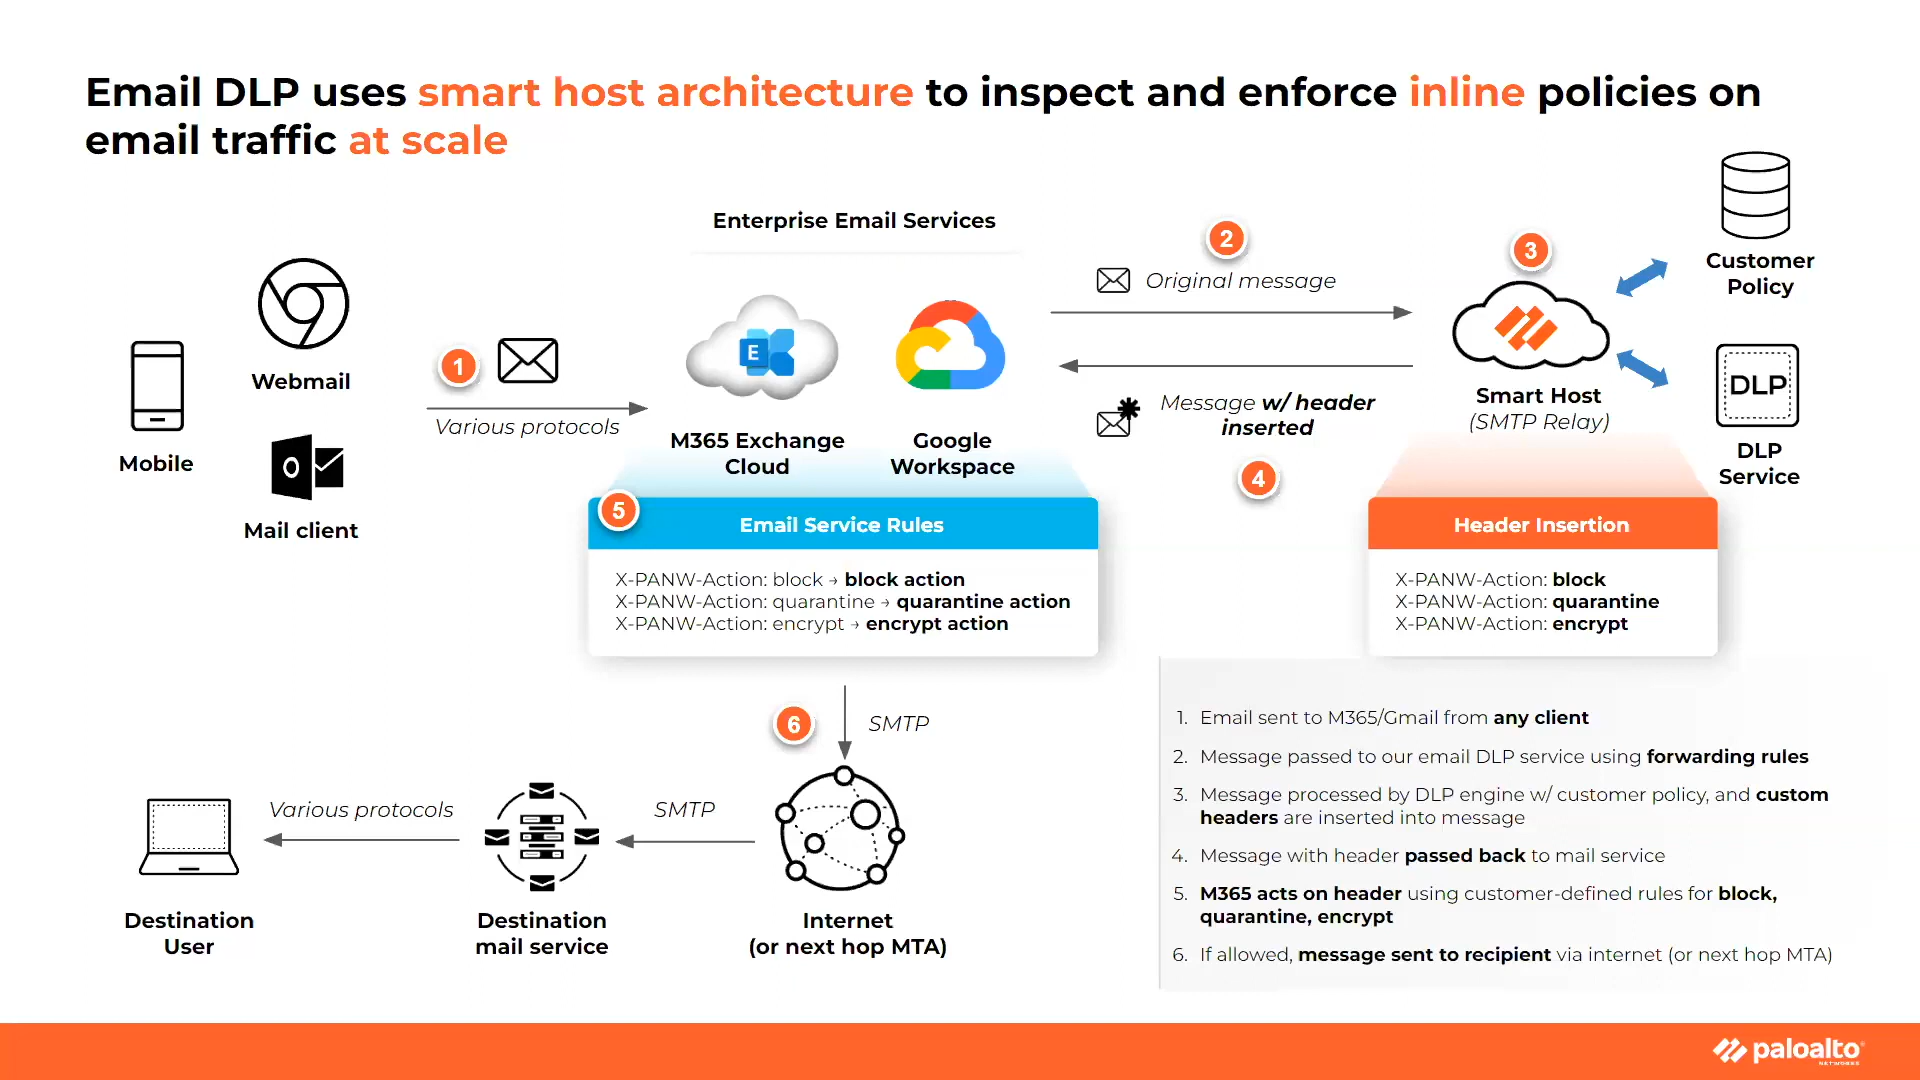 Email DLP uses smart host architecture to inspect and enforce inline policies on
email traffic at scale
Enterprise Email Services
2
Original message
3
Customer
Policy
Webmail
Mobile
O
Mail client
1
Various protocols
E
M365 Exchange
Cloud
Google
Workspace
Message w/ header
inserted
4
Smart Host
(SMTP Relay)
DLP
DLP
Service
5
Email Service Rules
X-PANW-Action: block → block action
X-PANW-Action: quarantine → quarantine action
X-PANW-Action: encrypt → encrypt action
Header Insertion
X-PANW-Action: block
X-PANW-Action: quarantine
X-PANW-Action: encrypt
6
SMTP
Various protocols
SMTP
Destination
User
Destination
mail service
Internet
(or next hop MTA)
1. Email sent to M365/Gmail from any client
2. Message passed to our email DLP service using forwarding rules
3. Message processed by DLP engine w/ customer policy, and custom
headers are inserted into message
4. Message with header passed back to mail service
5. M365 acts on header using customer-defined rules for block,
quarantine, encrypt
6. If allowed, message sent to recipient via internet (or next hop MTA)
paloalto
NETWORKS